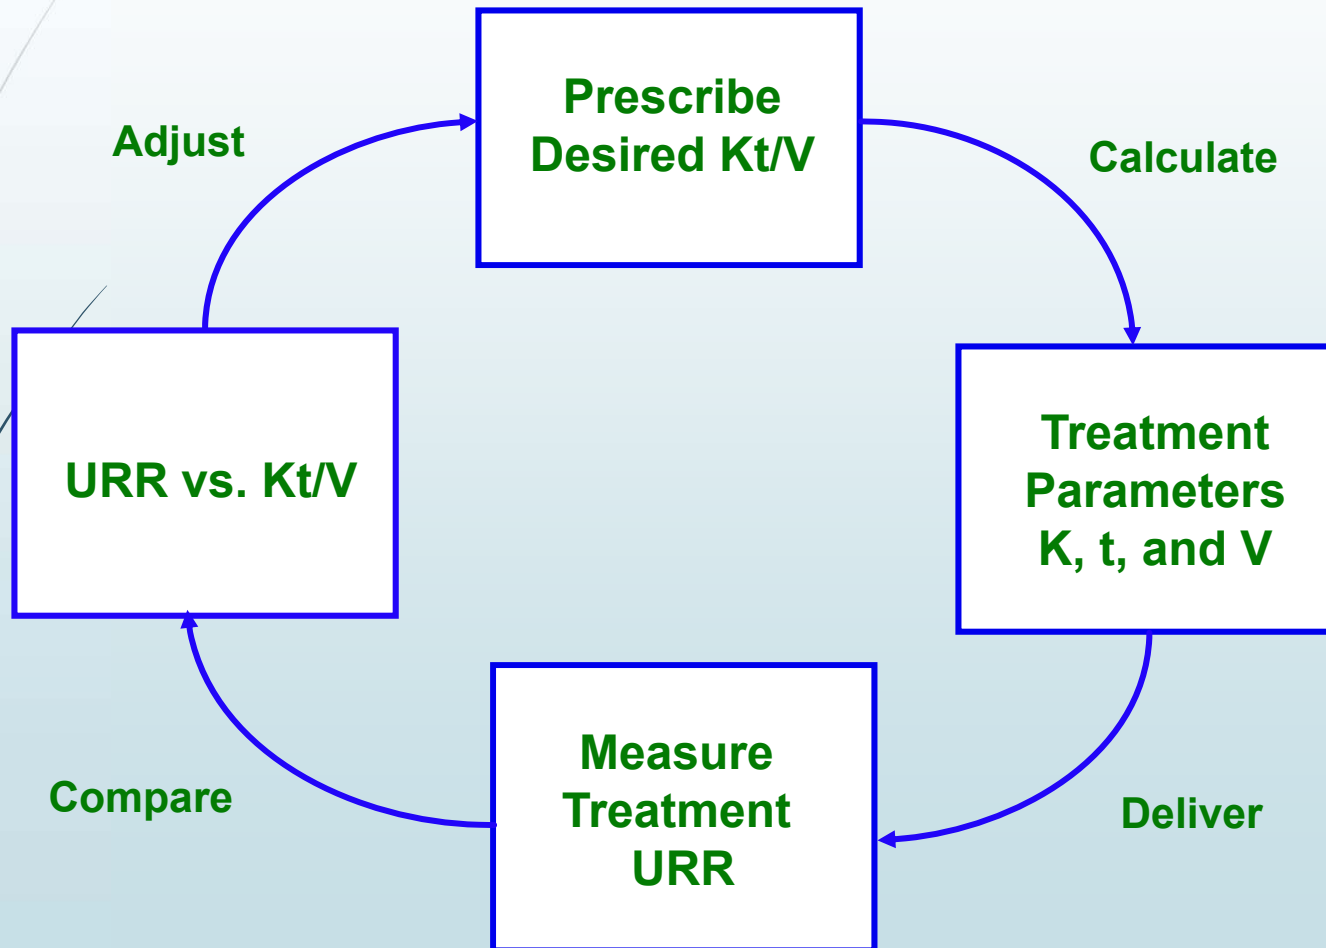 Prescribe
Desired Kt/V
Adjust
Calculate
URR vs. Kt/V
Treatment
Parameters
K, t, and V
Measure
Treatment
URR
Compare
Deliver